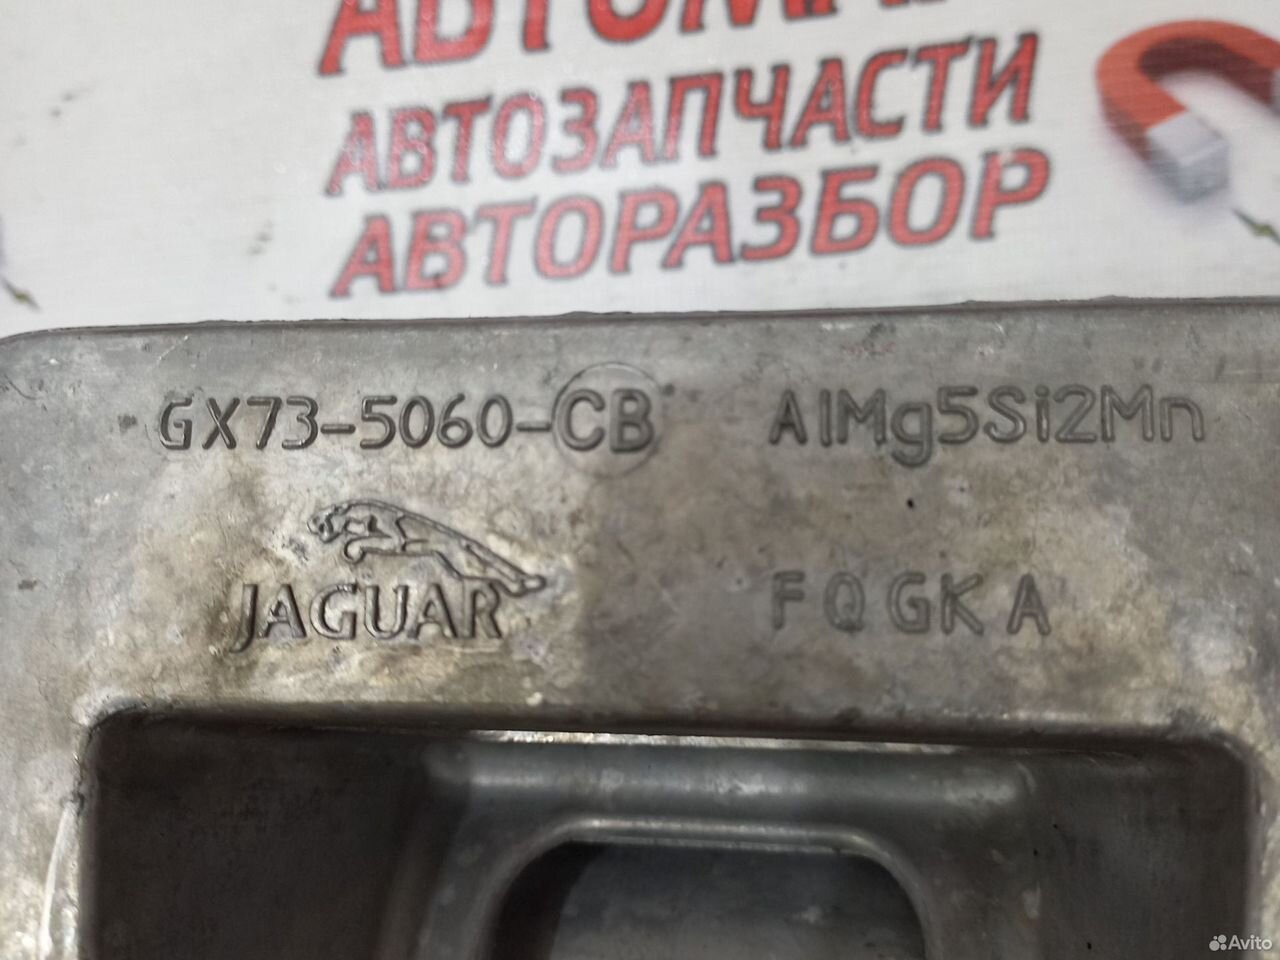 АВТОЗАПЧАСТИ
АВТОРАЗБОР
GX73-5060-CB AlMg5Si2Mn
JAGUAR FQGKA
Avito